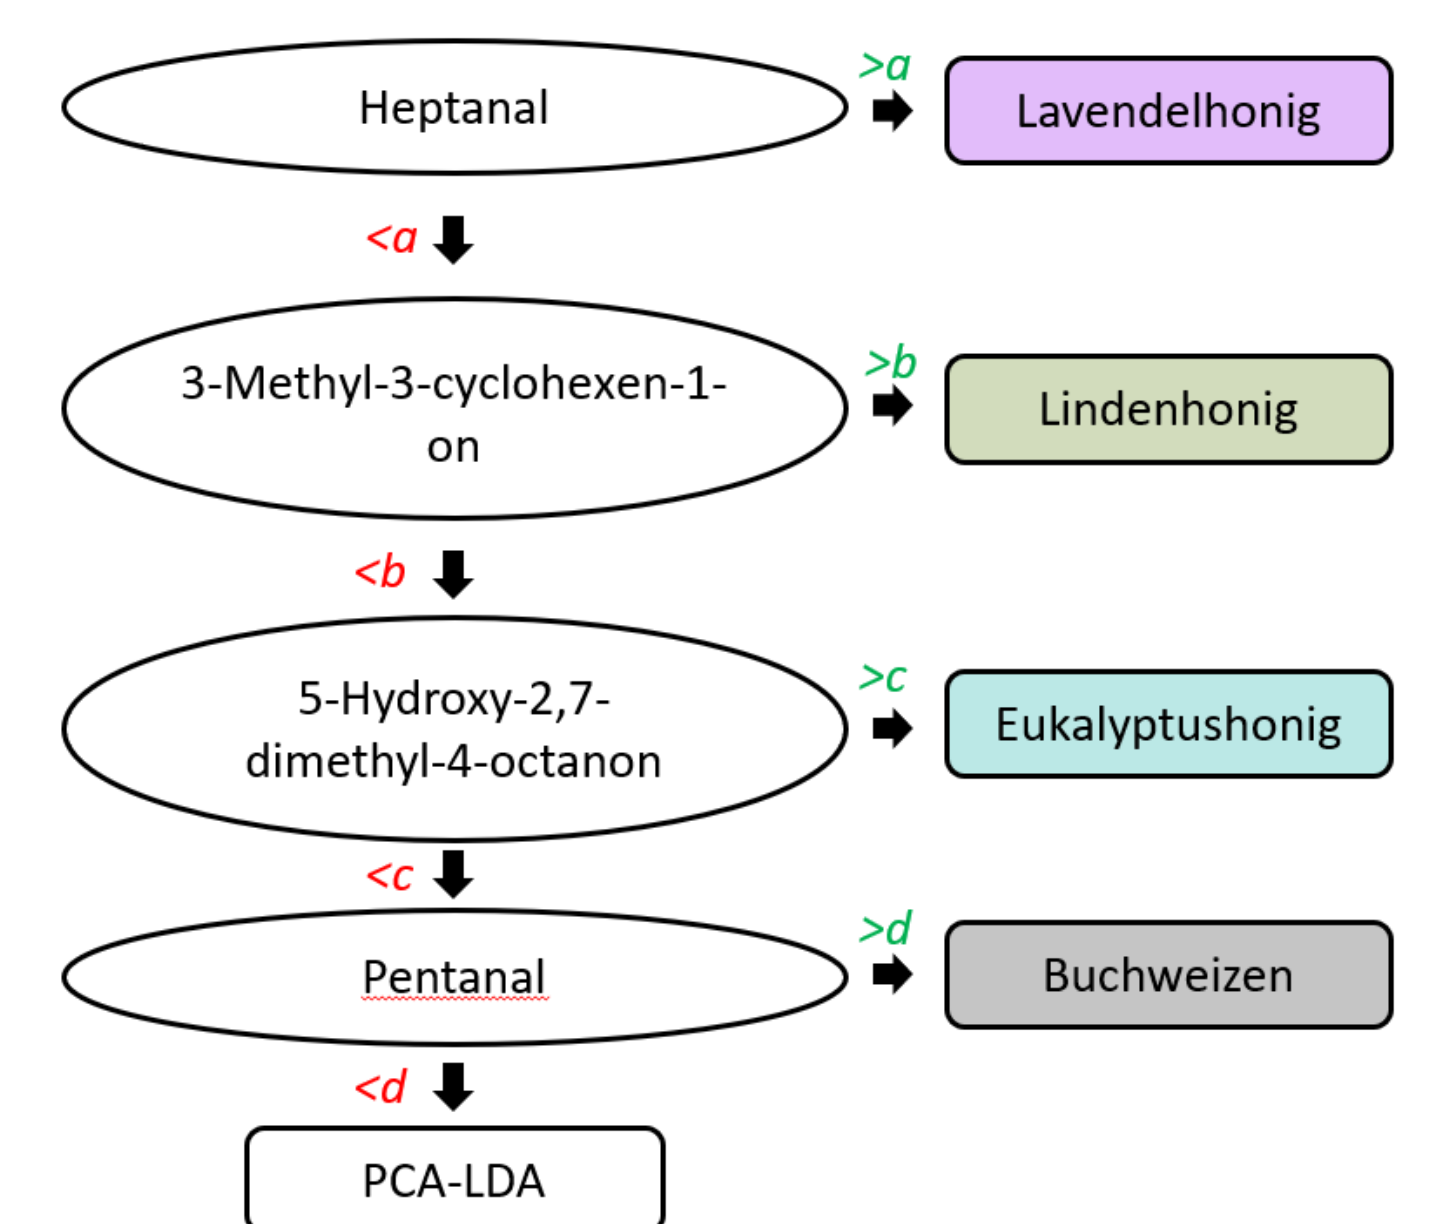 Heptanal
>a
Lavendelhonig
<a
3-Methyl-3-cyclohexen-1-
on
>b
Lindenhonig
<b
5-Hydroxy-2,7-
dimethyl-4-octanon
>c
Eukalyptushonig
<c
Pentanal
>d
Buchweizen
<d
PCA-LDA